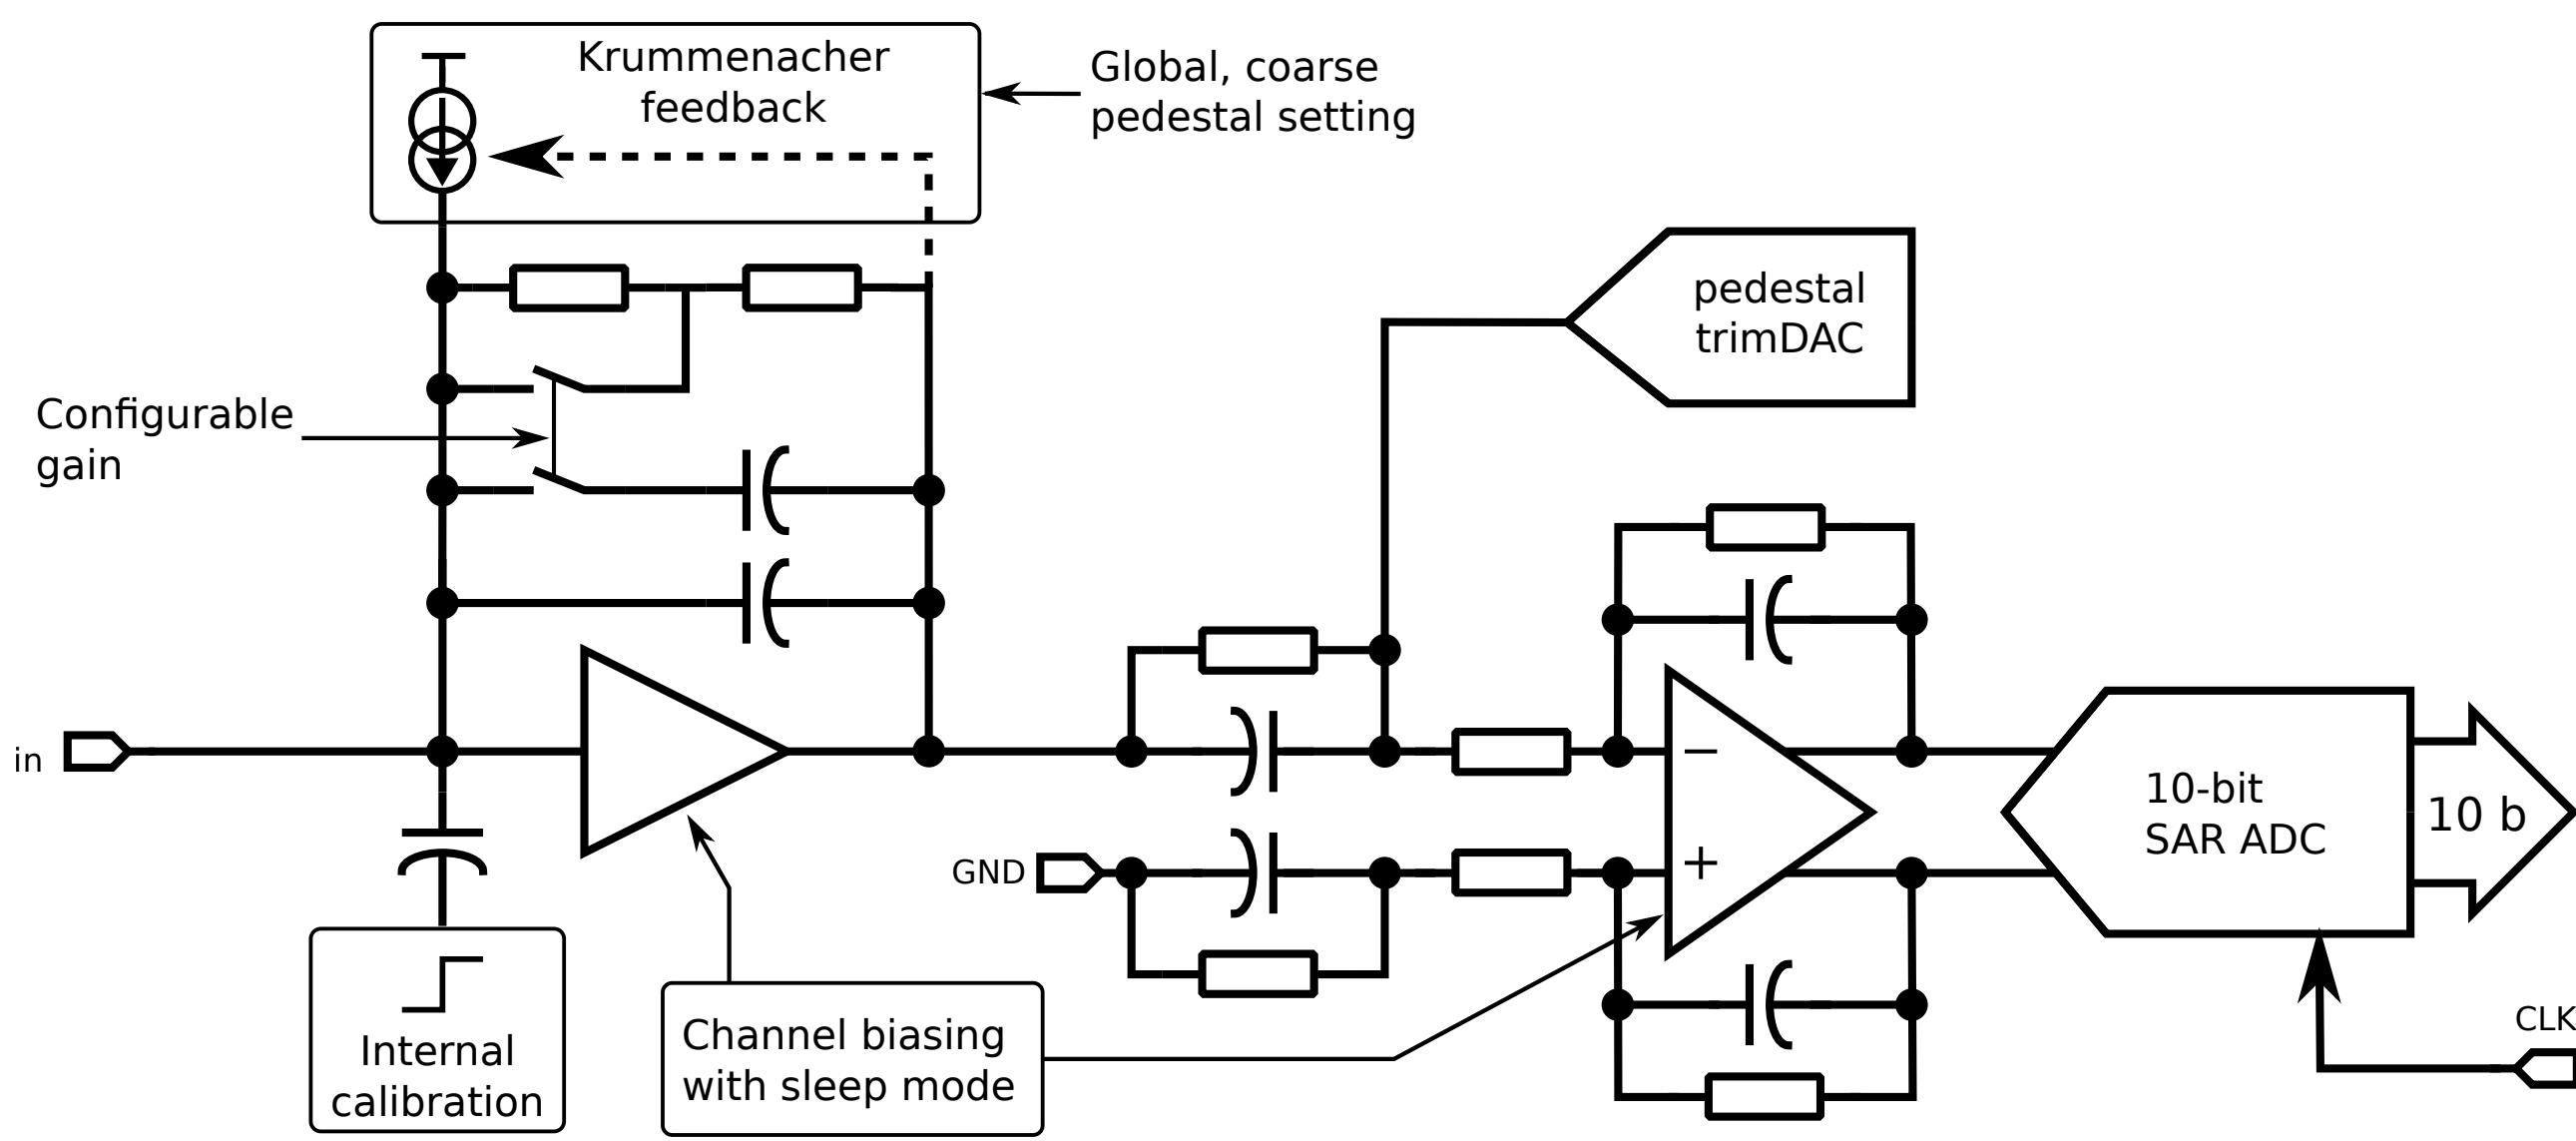 Krummenacher
feedback
Global, coarse
pedestal setting
pedestal
trimDAC
Configurable
gain
in
−
+
GND
10-bit
SAR ADC
10 b
CLK
Internal
calibration
Channel biasing
with sleep mode